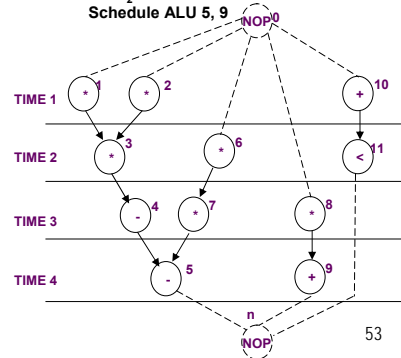 2
Schedule ALU 5, 9
NOP 0
1 2 10
TIME 1 * * +
3 6 11
TIME 2 * * <
4 7 8
TIME 3 - * *
5 9
TIME 4 - +
n
NOP
53